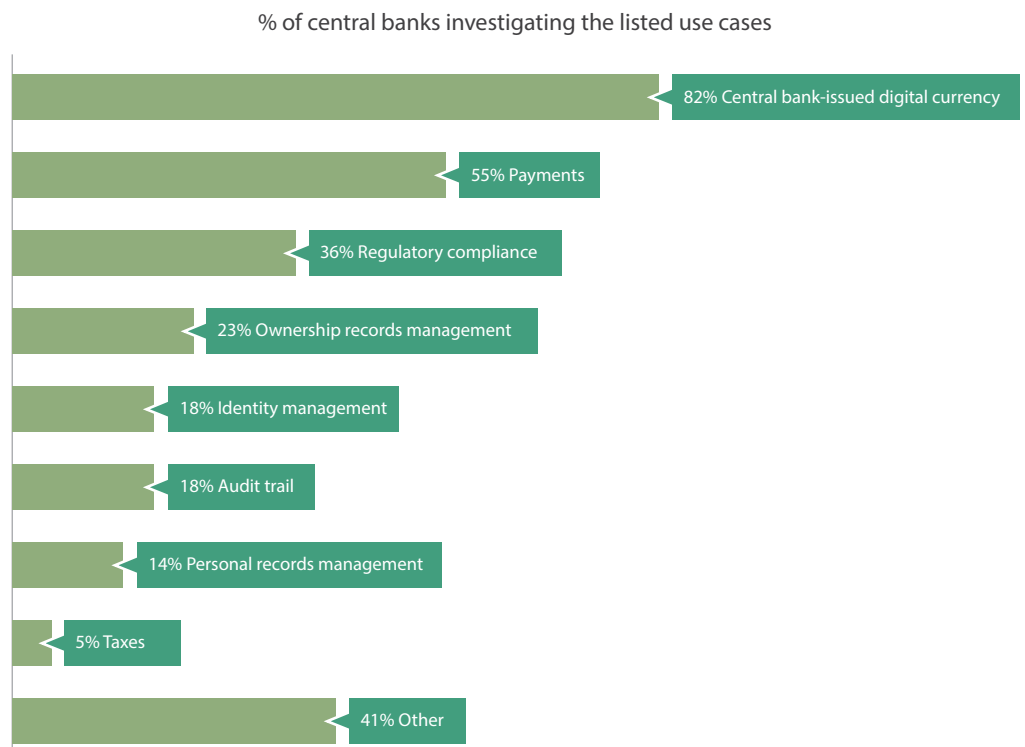 % of central banks investigating the listed use cases
82% Central bank-issued digital currency
55% Payments
36% Regulatory compliance
23% Ownership records management
18% Identity management
18% Audit trail
14% Personal records management
5% Taxes
41% Other